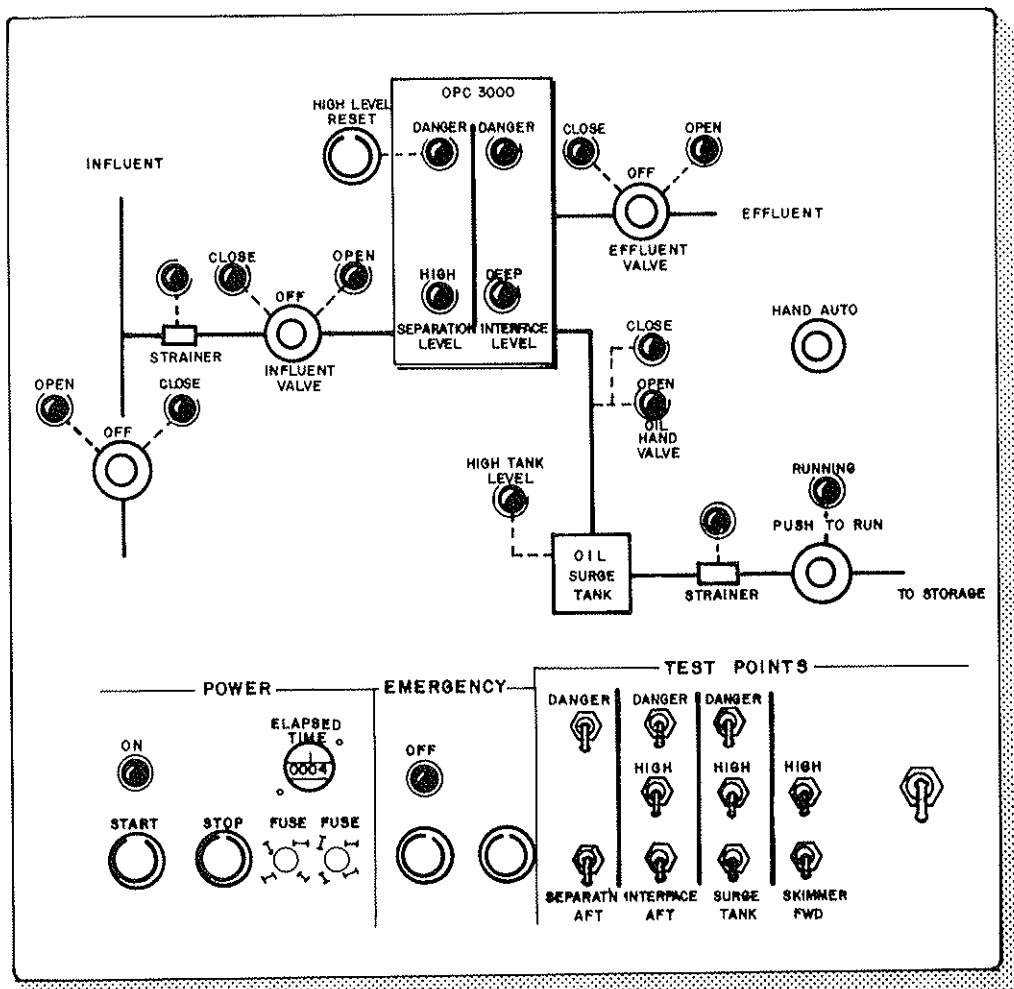 OPC 3000
HIGH LEVEL
RESET
DANGER
DANGER
CLOSE
OPEN
INFLUENT
OFF
EFFLUENT
EFFLUENT
VALVE
CLOSE
OPEN
HIGH
DEEP
OFF
SEPARATION
LEVEL
INTERFACE
LEVEL
STRAINER
INFLUENT
VALVE
CLOSE
HAND AUTO
OPEN
CLOSE
OPEN
OIL
HAND
VALVE
OFF
HIGH TANK
LEVEL
RUNNING
PUSH TO RUN
OIL
SURGE
TANK
STRAINER
TO STORAGE
POWER
EMERGENCY
TEST POINTS
ON
ELAPSED
TIME
0004
OFF
DANGER
DANGER
DANGER
HIGH
HIGH
HIGH
START
STOP
FUSE
FUSE
SEPARATN
AFT
INTERFACE
AFT
SURGE
TANK
SKIMMER
FWD